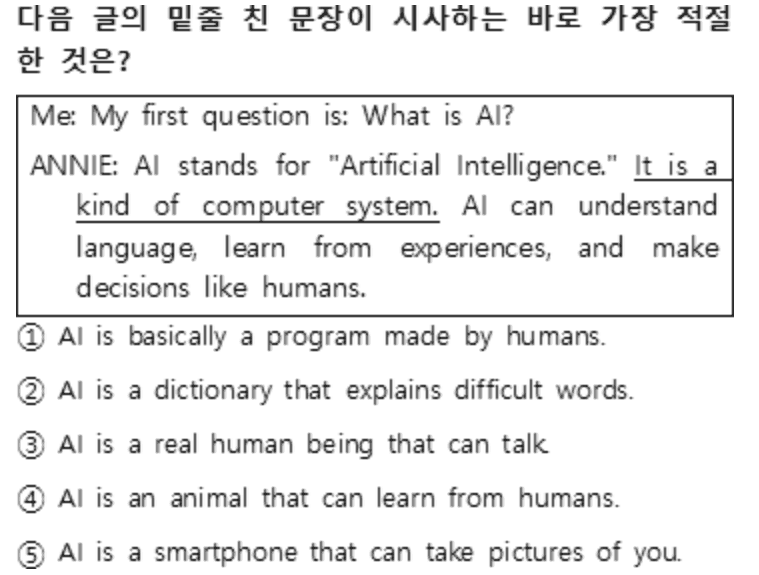 다음 글의 밑줄 친 문장이 시사하는 바로 가장 적절
한 것은?
Me: My first question is: What is AI?
ANNIE: AI stands for "Artificial Intelligence." It is a
kind of computer system. AI can understand
language, learn from experiences, and make
decisions like humans.
① AI is basically a program made by humans.
② AI is a dictionary that explains difficult words.
③ AI is a real human being that can talk.
④ AI is an animal that can learn from humans.
⑤ AI is a smartphone that can take pictures of you.